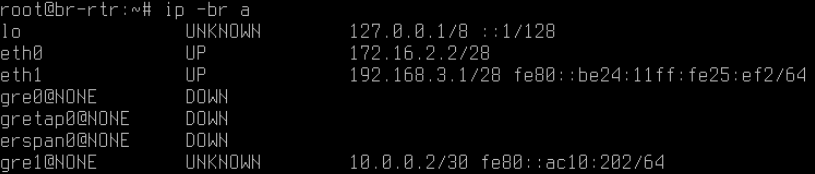 root@br-rtr:~# ip -br a
lo UNKNOWN 127.0.0.1/8 ::1/128
eth0 UP 172.16.2.2/28
eth1 UP 192.168.3.1/28 fe80::be24:11ff:fe25:ef2/64
gre0@NONE DOWN
gretap0@NONE DOWN
erspan0@NONE DOWN
gre1@NONE UNKNOWN 10.0.0.2/30 fe80::ac10:202/64